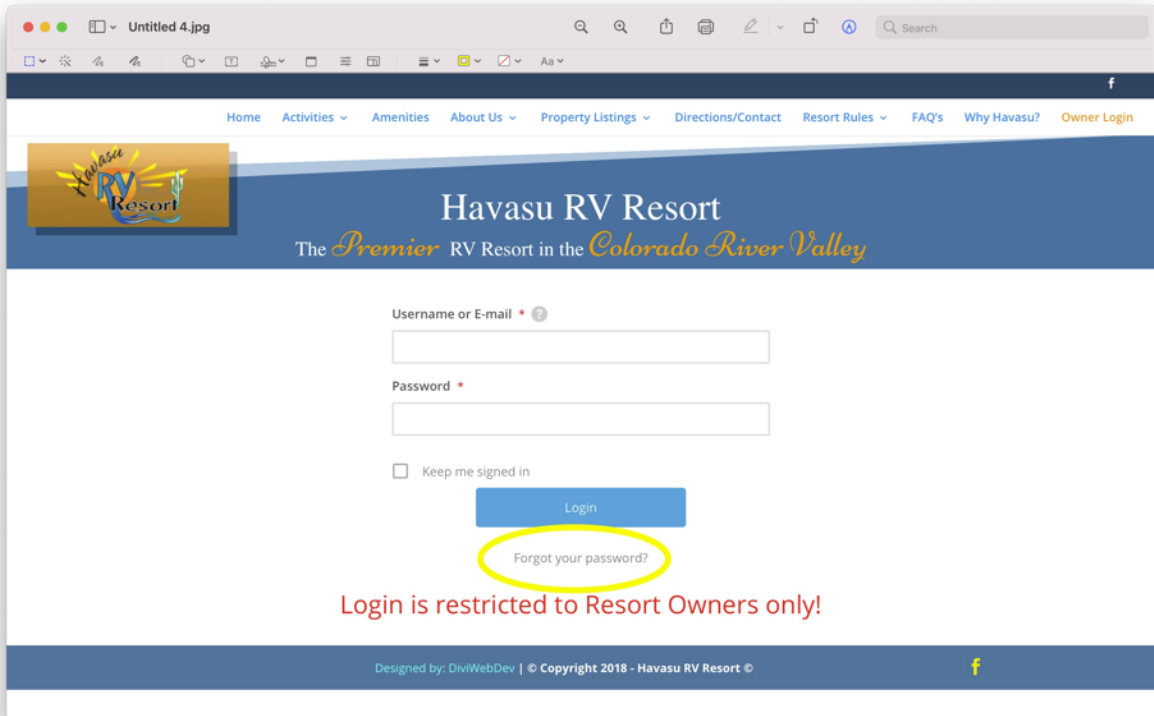 Untitled 4.jpg
Search
Aa
f
Home Activities Amenities About Us Property Listings Directions/Contact Resort Rules FAQ's Why Havasu? Owner Login
Havasu
RV
Resort
Havasu RV Resort
The Premier RV Resort in the Colorado River Valley
Username or E-mail * ?
Password *
Keep me signed in
Login
Forgot your password?
Login is restricted to Resort Owners only!
Designed by: DiviWebDev | © Copyright 2018 - Havasu RV Resort © f